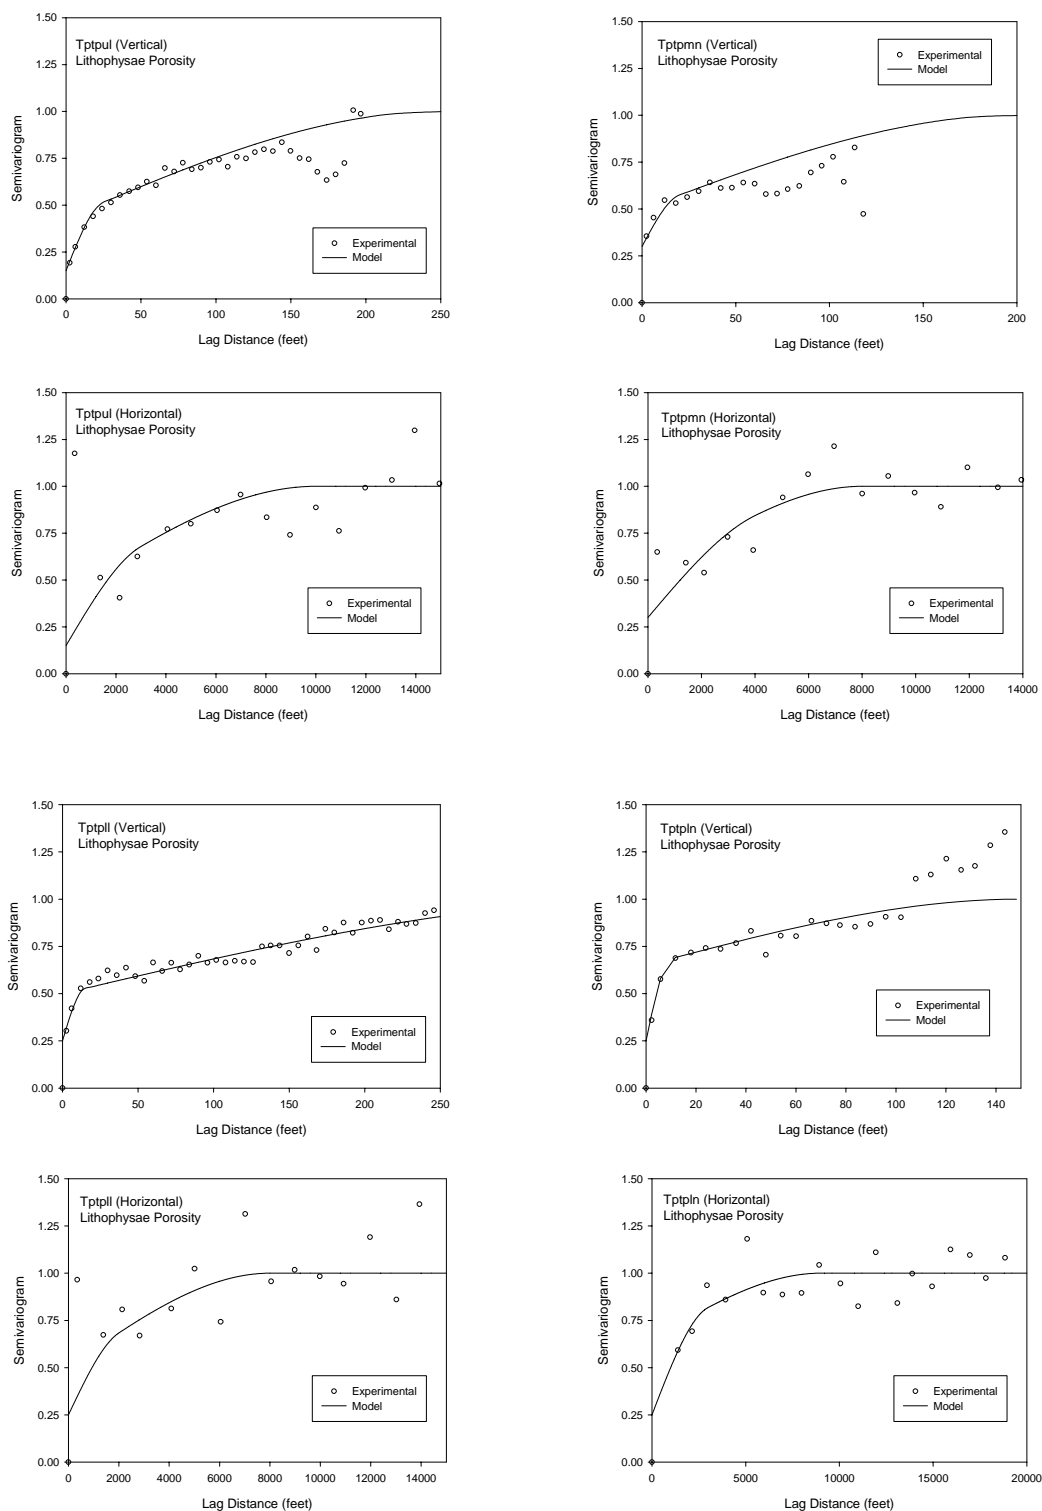 Tptpul (Vertical)
Lithophysae Porosity
Semivariogram
1.50
1.25
1.00
0.75
0.50
0.25
0.00
Experimental
Model
0 50 100 150 200 250
Lag Distance (feet)
Tptpmn (Vertical)
Lithophysae Porosity
Semivariogram
1.50
1.25
1.00
0.75
0.50
0.25
0.00
Experimental
Model
0 50 100 150 200
Lag Distance (feet)
Tptpul (Horizontal)
Lithophysae Porosity
Semivariogram
1.50
1.25
1.00
0.75
0.50
0.25
0.00
Experimental
Model
0 2000 4000 6000 8000 10000 12000 14000
Lag Distance (feet)
Tptpmn (Horizontal)
Lithophysae Porosity
Semivariogram
1.50
1.25
1.00
0.75
0.50
0.25
0.00
Experimental
Model
0 2000 4000 6000 8000 10000 12000 14000
Lag Distance (feet)
Tptpll (Vertical)
Lithophysae Porosity
Semivariogram
1.50
1.25
1.00
0.75
0.50
0.25
0.00
Experimental
Model
0 50 100 150 200 250
Lag Distance (feet)
Tptpln (Vertical)
Lithophysae Porosity
Semivariogram
1.50
1.25
1.00
0.75
0.50
0.25
0.00
Experimental
Model
0 20 40 60 80 100 120 140
Lag Distance (feet)
Tptpll (Horizontal)
Lithophysae Porosity
Semivariogram
1.50
1.25
1.00
0.75
0.50
0.25
0.00
Experimental
Model
0 2000 4000 6000 8000 10000 12000 14000
Lag Distance (feet)
Tptpln (Horizontal)
Lithophysae Porosity
Semivariogram
1.50
1.25
1.00
0.75
0.50
0.25
0.00
Experimental
Model
0 5000 10000 15000 20000
Lag Distance (feet)